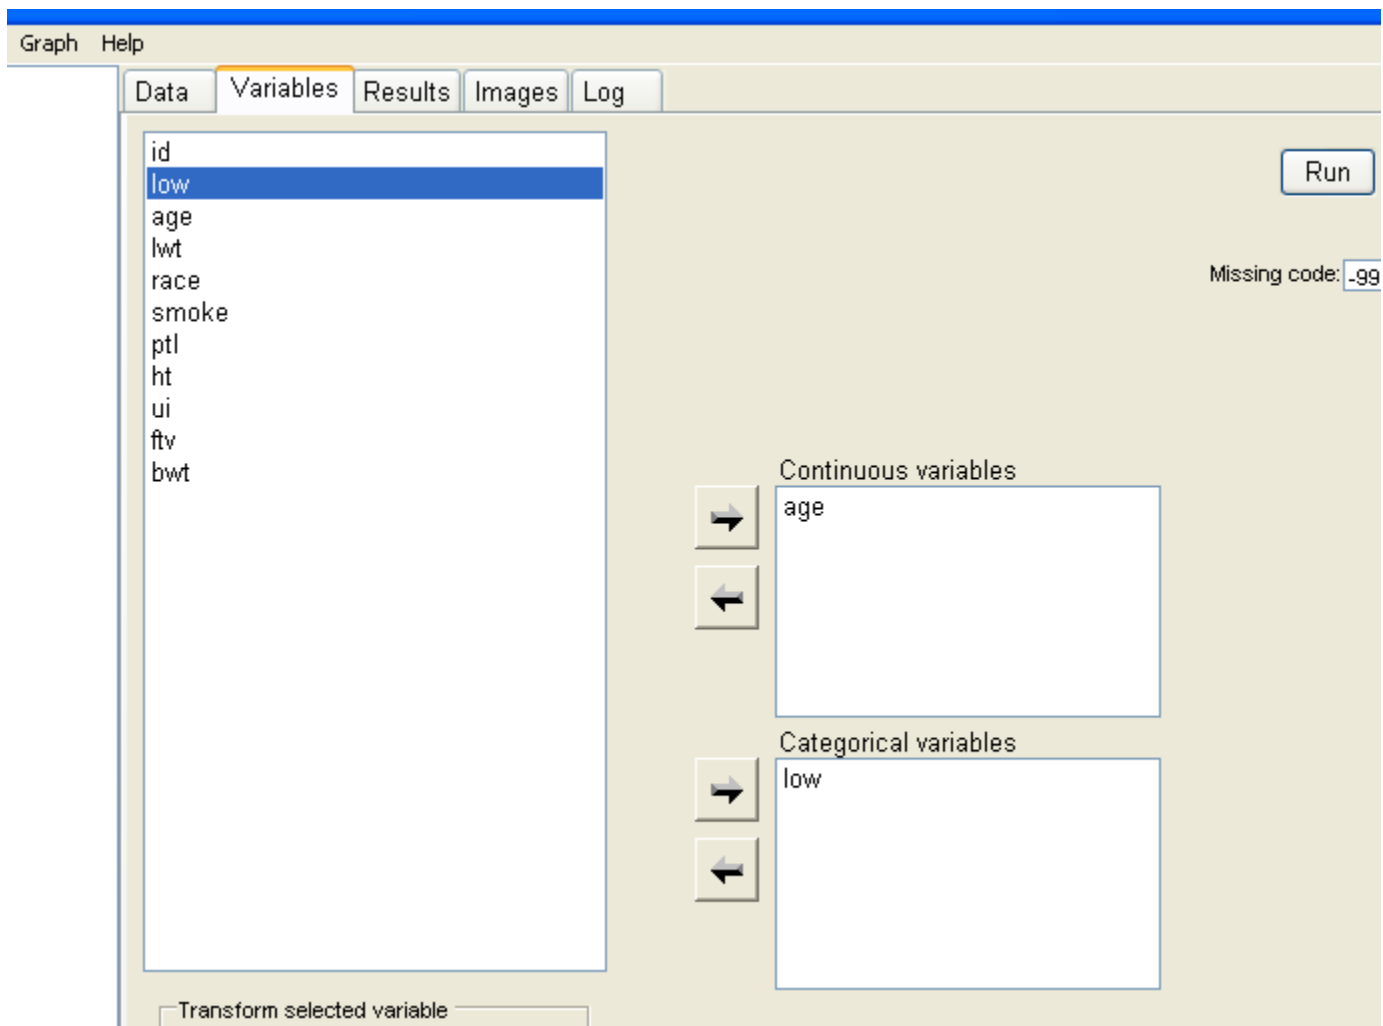 Graph Help
Data Variables Results Images Log
id
low
age
lwt
race
smoke
ptl
ht
ui
ftv
bwt
Run
Missing code: -99
Continuous variables
age
Categorical variables
low
Transform selected variable